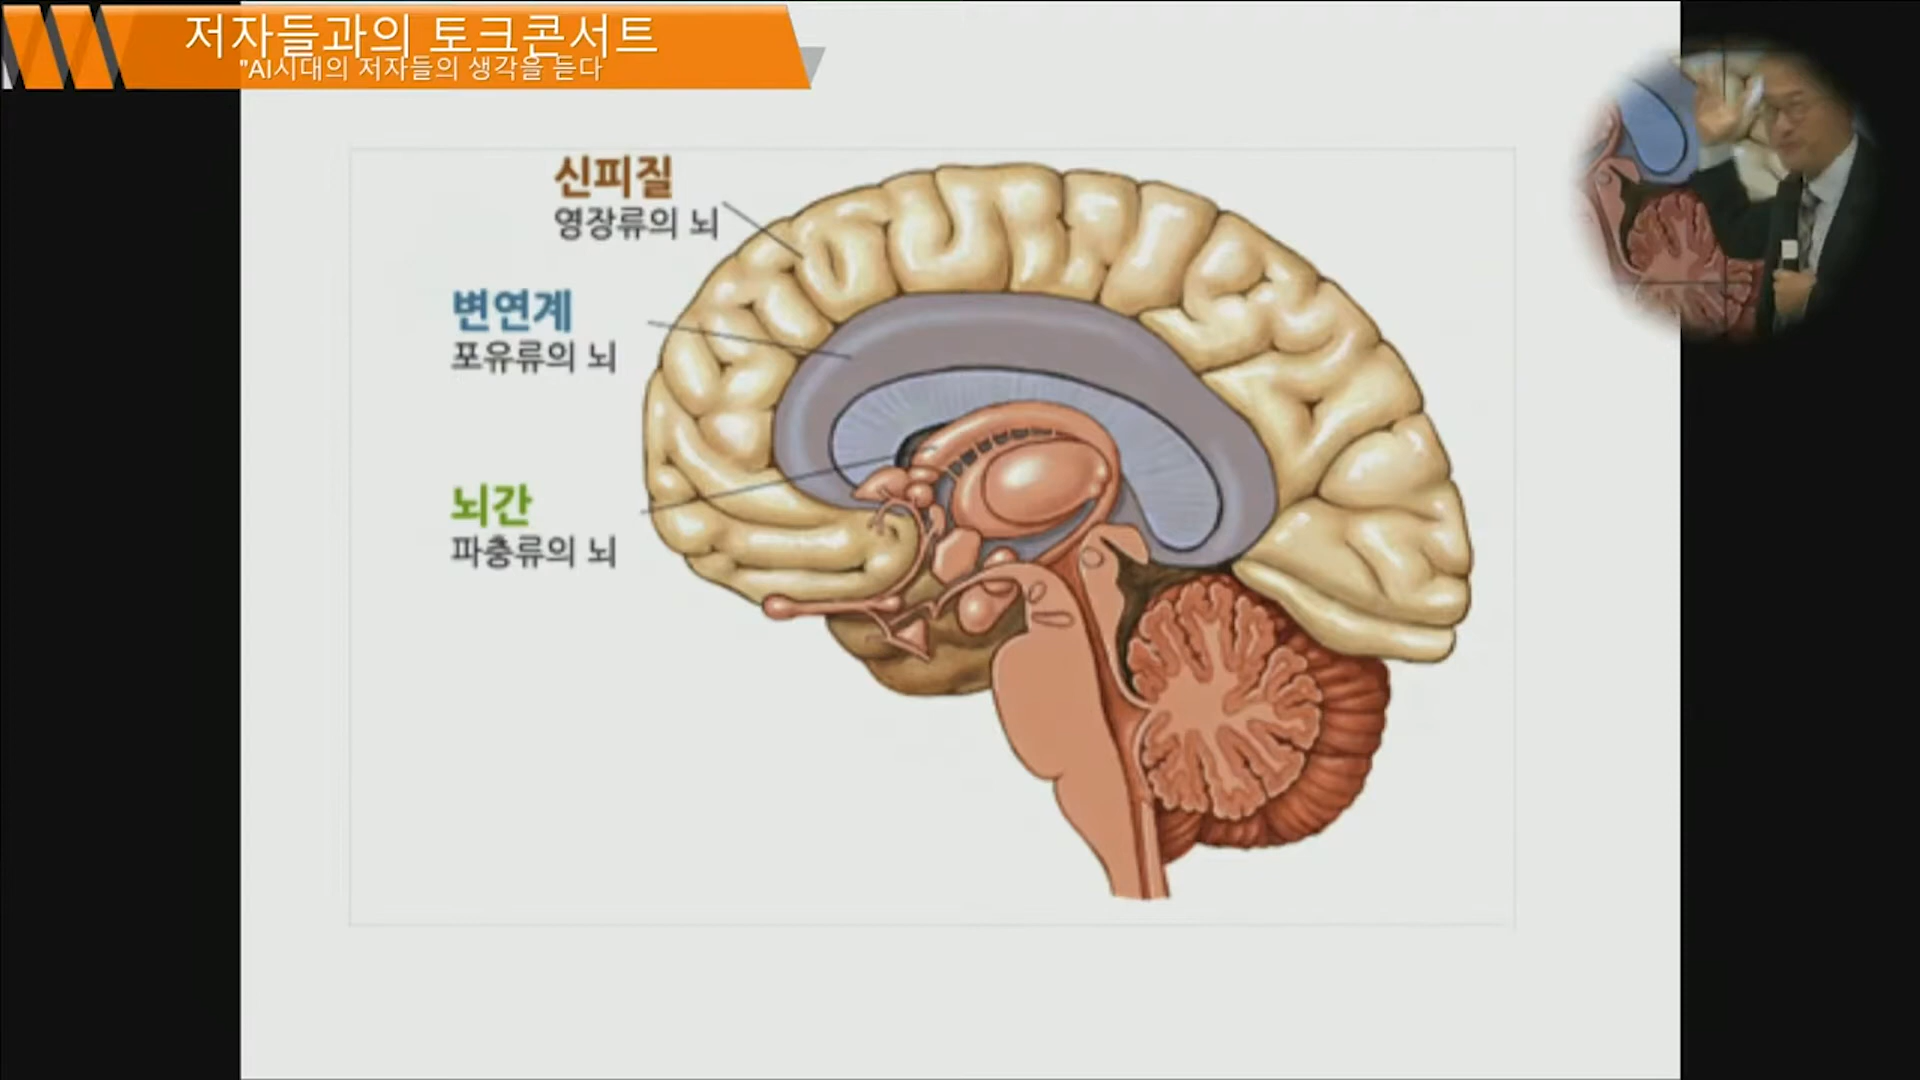 저자들과의 토크콘서트
"AI시대의 저자들의 생각을 듣다
신피질
영장류의 뇌
변연계
포유류의 뇌
뇌간
파충류의 뇌